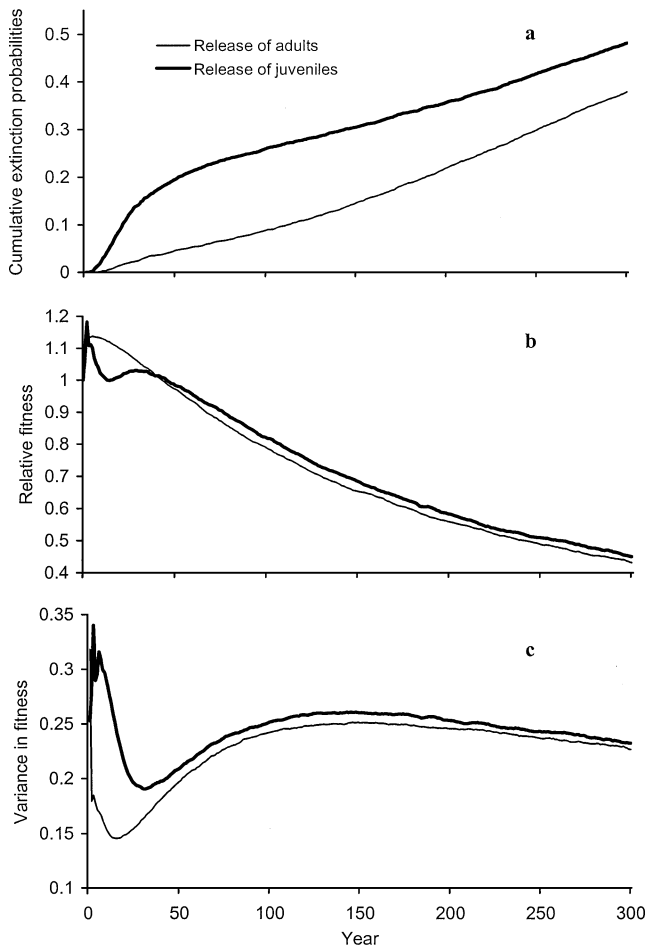 Cumulative extinction probabilities
0.5
0.4
0.3
0.2
0.1
0
a
Release of adults
Release of juveniles
Relative fitness
1.2
1.1
1
0.9
0.8
0.7
0.6
0.5
0.4
b
Variance in fitness
0.35
0.3
0.25
0.2
0.15
0.1
c
0 50 100 150 200 250 300
Year